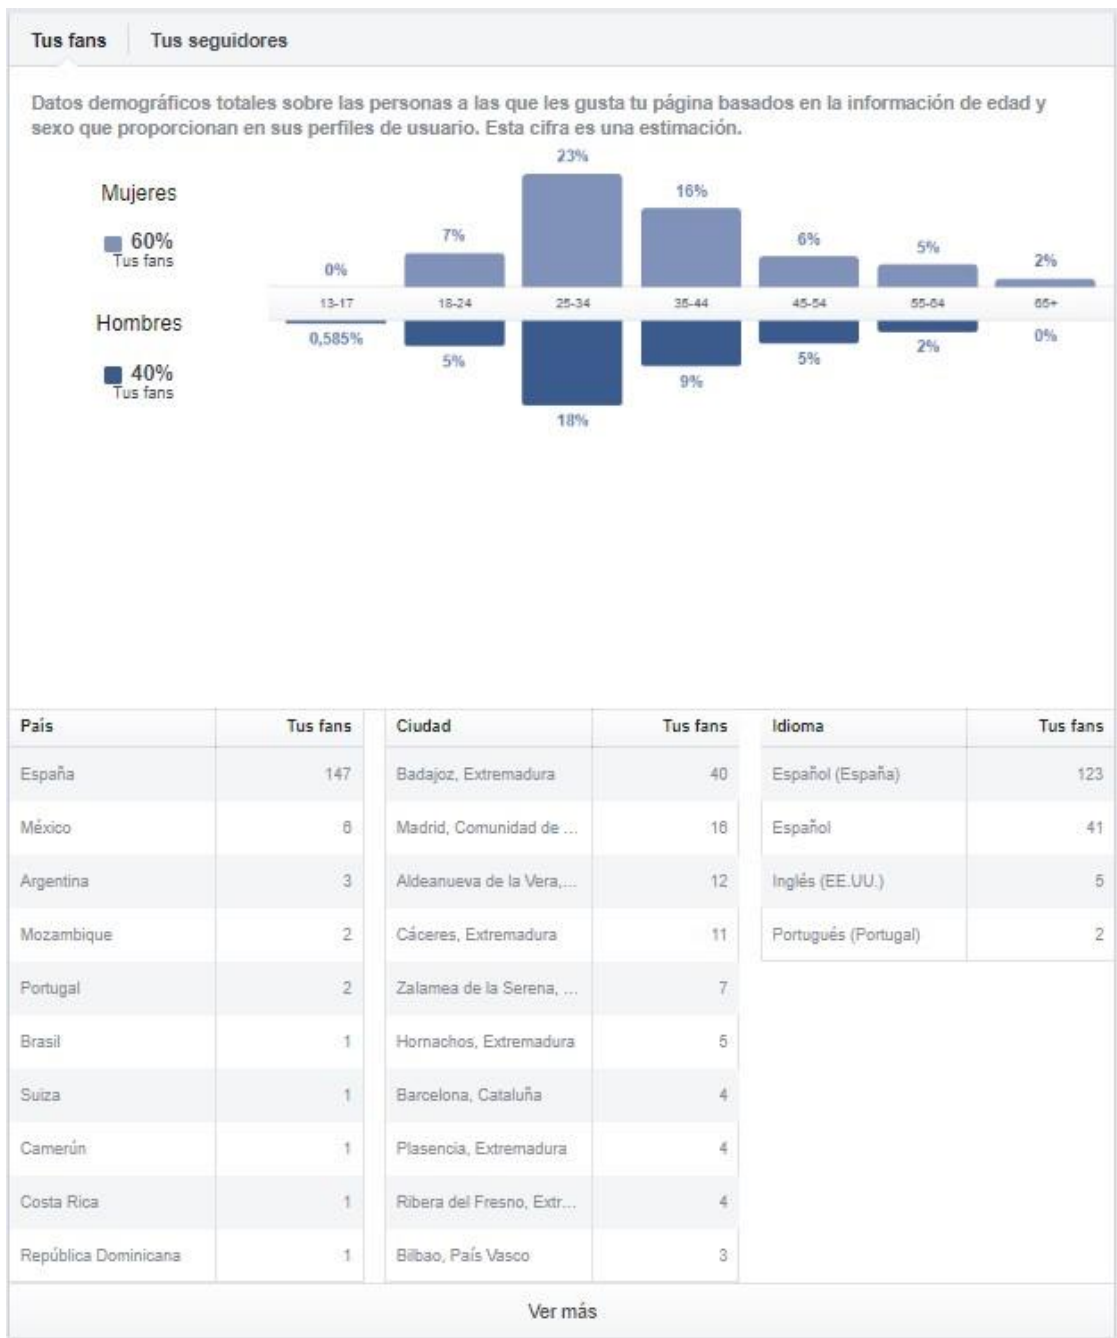 Tus fans Tus seguidores
Datos demográficos totales sobre las personas a las que les gusta tu página basados en la información de edad y
sexo que proporcionan en sus perfiles de usuario. Esta cifra es una estimación.
Mujeres
60%
Tus fans
0% 7% 23% 16% 6% 5% 2%
13-17 18-24 25-34 35-44 45-54 55-64 65+
Hombres
40%
Tus fans
0,585% 5% 18% 9% 5% 2% 0%
País Tus fans Ciudad Tus fans Idioma Tus fans
España 147 Badajoz, Extremadura 40 Español (España) 123
México 6 Madrid, Comunidad de ... 16 Español 41
Argentina 3 Aldeanueva de la Vera,... 12 Inglés (EE.UU.) 5
Mozambique 2 Cáceres, Extremadura 11 Portugués (Portugal) 2
Portugal 2 Zalamea de la Serena, ... 7
Brasil 1 Hornachos, Extremadura 5
Suiza 1 Barcelona, Cataluña 4
Camerún 1 Plasencia, Extremadura 4
Costa Rica 1 Ribera del Fresno, Extr... 4
República Dominicana 1 Bilbao, País Vasco 3
Ver más